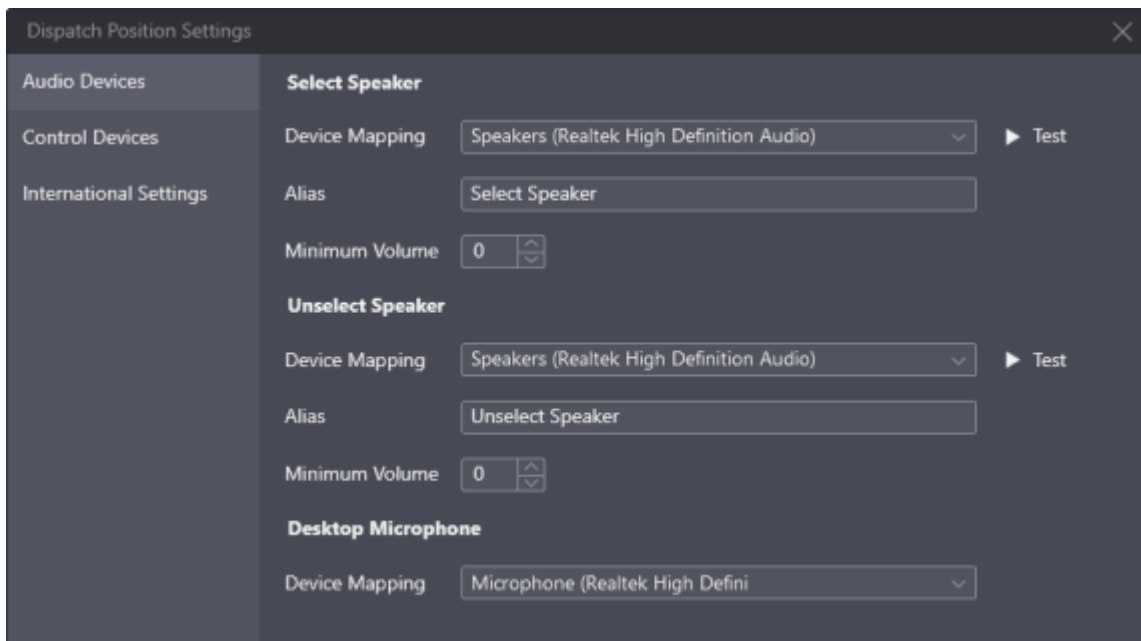 Dispatch Position Settings
Audio Devices
Control Devices
International Settings
Select Speaker
Device Mapping Speakers (Realtek High Definition Audio) Test
Alias Select Speaker
Minimum Volume 0
Unselect Speaker
Device Mapping Speakers (Realtek High Definition Audio) Test
Alias Unselect Speaker
Minimum Volume 0
Desktop Microphone
Device Mapping Microphone (Realtek High Defini